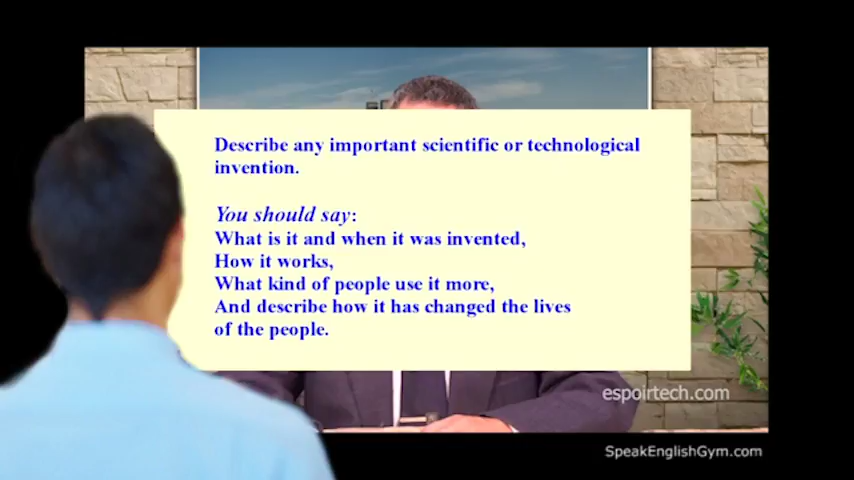 Describe any important scientific or technological
invention.
You should say:
What is it and when it was invented,
How it works,
What kind of people use it more,
And describe how it has changed the lives
of the people.
espoirtech.com
SpeakEnglishGym.com